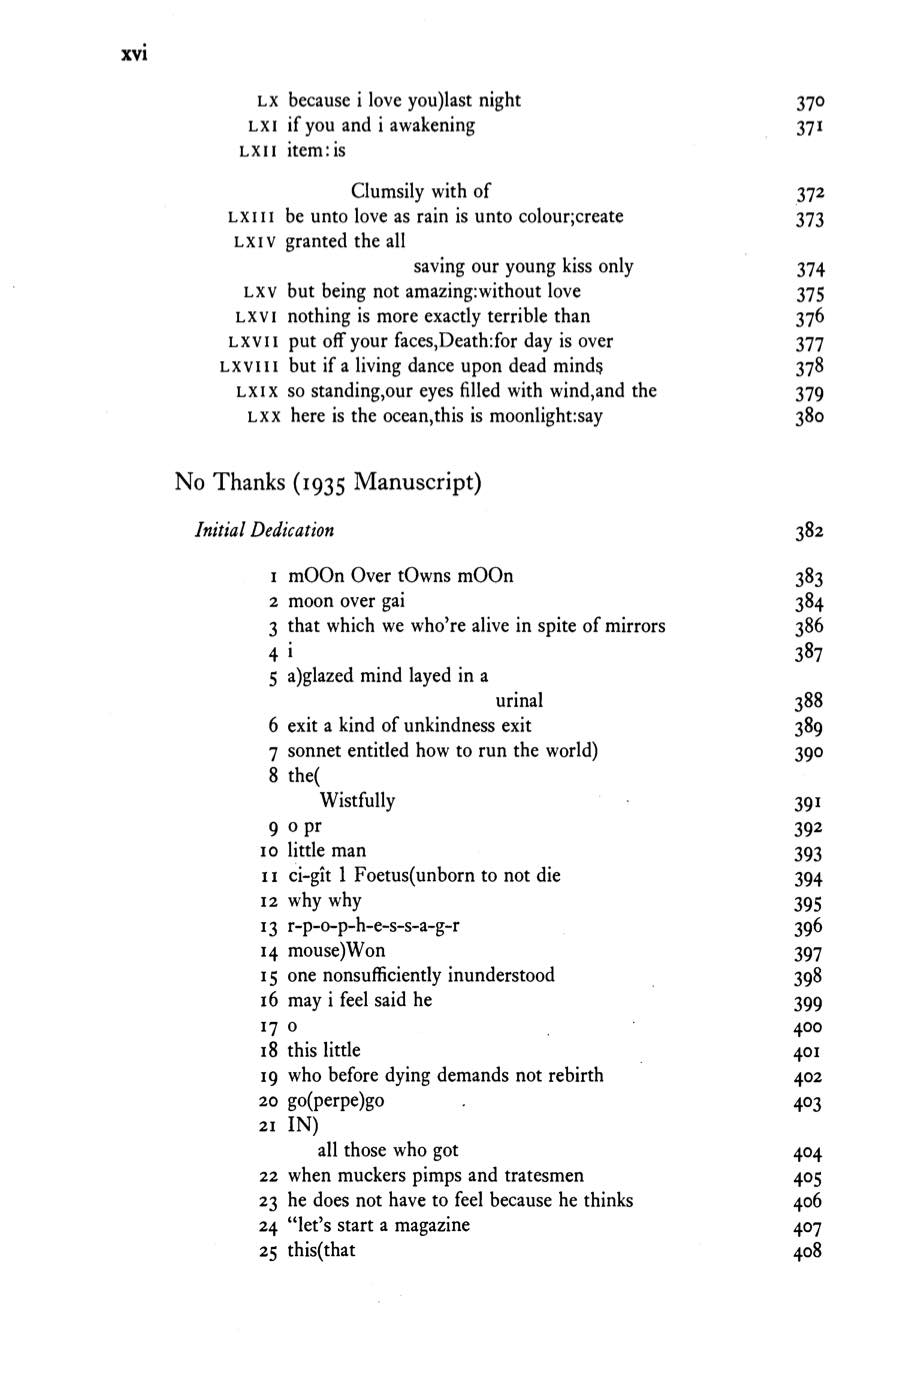 xvi
LX because i love you)last night 370
LXI if you and i awakening 371
LXII item:is
Clumsily with of 372
LXIII be unto love as rain is unto colour;create 373
LXIV granted the all
saving our young kiss only 374
LXV but being not amazing:without love 375
LXVI nothing is more exactly terrible than 376
LXVII put off your faces,Death:for day is over 377
LXVIII but if a living dance upon dead minds 378
LXIX so standing,our eyes filled with wind,and the 379
LXX here is the ocean,this is moonlight:say 380
No Thanks (1935 Manuscript)
Initial Dedication 382
1 mOOn Over tOwns mOOn 383
2 moon over gai 384
3 that which we who're alive in spite of mirrors 386
4 i 387
5 a)glazed mind layed in a
urinal 388
6 exit a kind of unkindness exit 389
7 sonnet entitled how to run the world) 390
8 the(
Wistfully 391
9 o pr 392
10 little man 393
11 ci-gît 1 Foetus(unborn to not die 394
12 why why 395
13 r-p-o-p-h-e-s-s-a-g-r 396
14 mouse)Won 397
15 one nonsufficiently inunderstood 398
16 may i feel said he 399
17 o 400
18 this little 401
19 who before dying demands not rebirth 402
20 go(perpe)go 403
21 IN)
all those who got 404
22 when muckers pimps and tratesmen 405
23 he does not have to feel because he thinks 406
24 "let's start a magazine 407
25 this(that 408